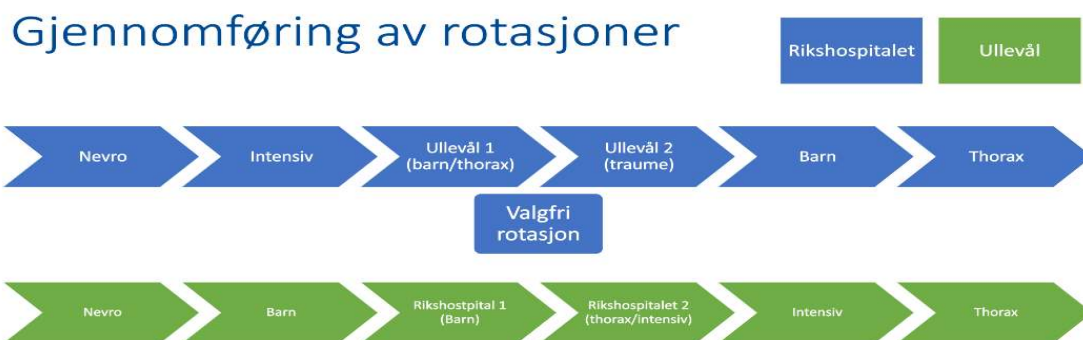 Gjennomføring av rotasjoner
Rikshospitalet
Ullevål
Nevro
Intensiv
Ullevål 1
(barn/thorax)
Ullevål 2
(traume)
Barn
Thorax
Valgfri
rotasjon
Nevro
Barn
Rikshostpital 1
(Barn)
Rikshospitalet 2
(thorax/intensiv)
Intensiv
Thorax